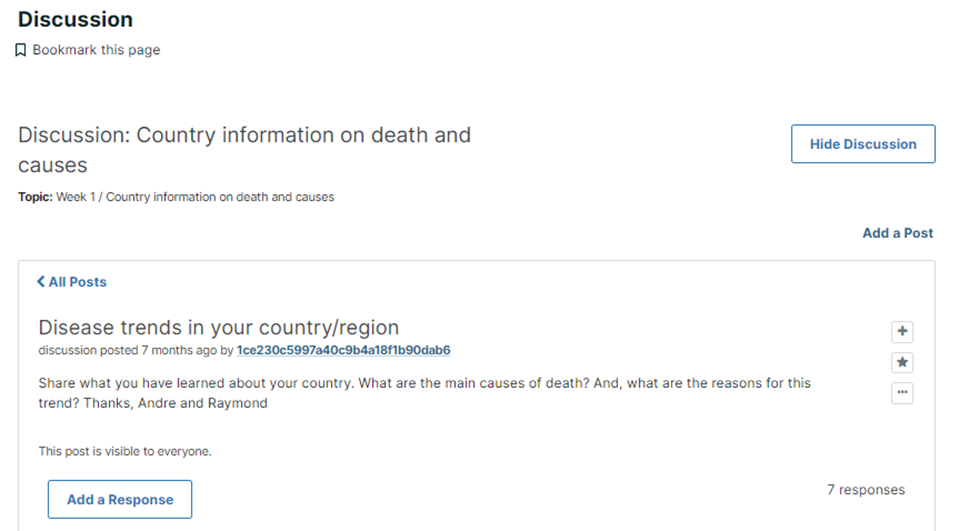 Discussion
Bookmark this page
Discussion: Country information on death and
causes
Hide Discussion
Topic: Week 1 / Country information on death and causes
Add a Post
All Posts
Disease trends in your country/region
discussion posted 7 months ago by 1ce230c5997a40c9b4a18f1b90dab6
Share what you have learned about your country. What are the main causes of death? And, what are the reasons for this
trend? Thanks, Andre and Raymond
This post is visible to everyone.
Add a Response
7 responses